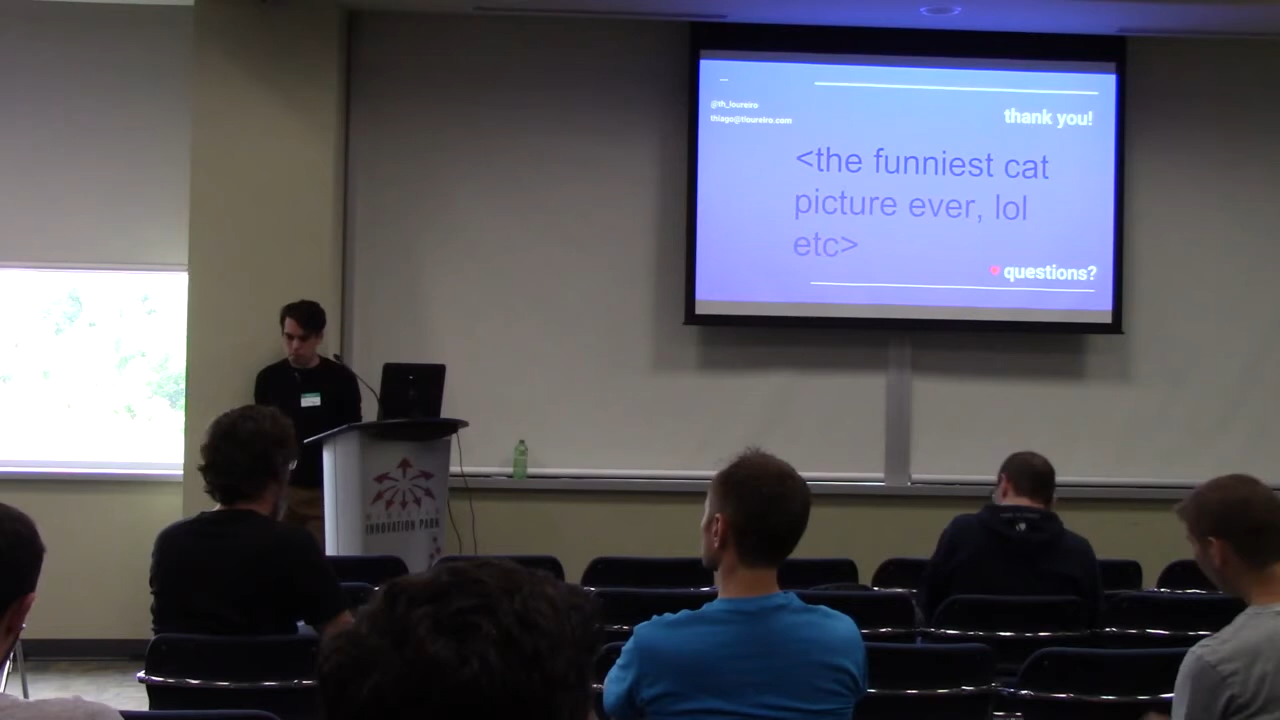 @th_loureiro
thiago@tloureiro.com
thank you!
<the funniest cat
picture ever, lol
etc>
questions?
INNOVATION PARK